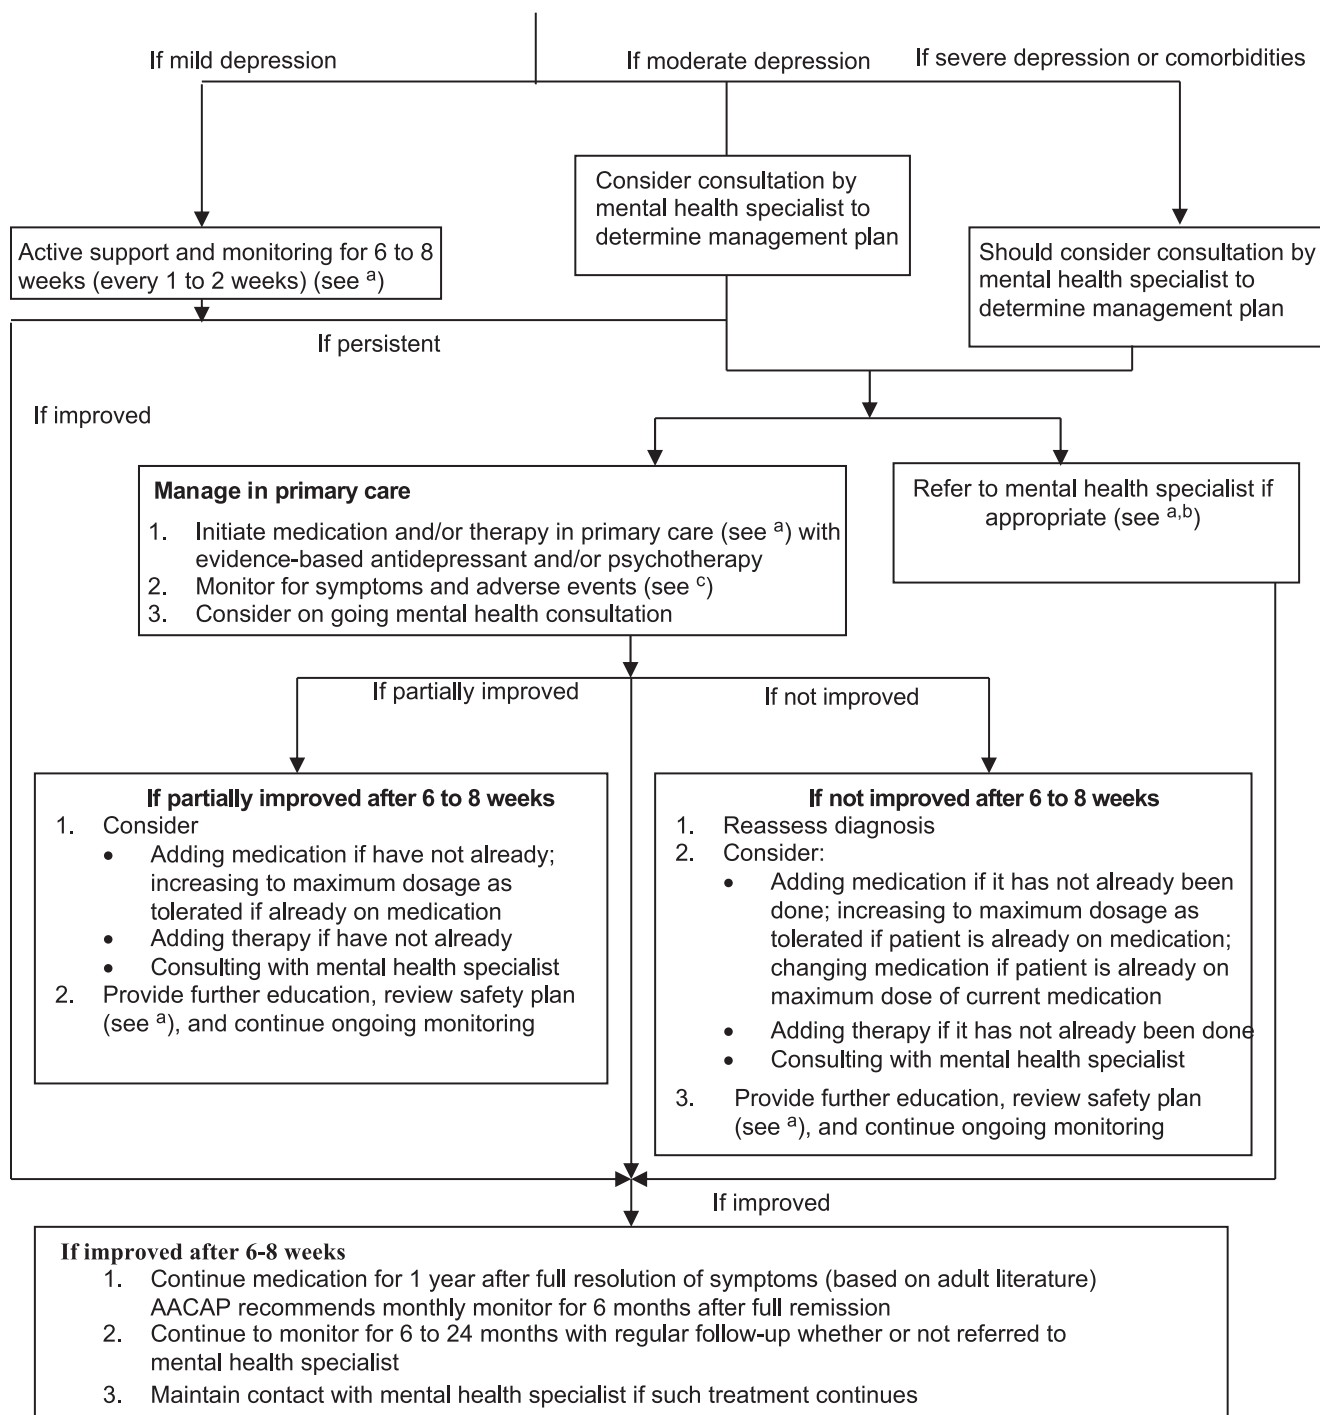 If mild depression
If moderate depression
If severe depression or comorbidities
Consider consultation by
mental health specialist to
determine management plan
Active support and monitoring for 6 to 8
weeks (every 1 to 2 weeks) (see a)
Should consider consultation by
mental health specialist to
determine management plan
If persistent
If improved
Manage in primary care
1. Initiate medication and/or therapy in primary care (see a) with
evidence-based antidepressant and/or psychotherapy
2. Monitor for symptoms and adverse events (see c)
3. Consider on going mental health consultation
Refer to mental health specialist if
appropriate (see a,b)
If partially improved
If not improved
If partially improved after 6 to 8 weeks
1. Consider
• Adding medication if have not already;
increasing to maximum dosage as
tolerated if already on medication
• Adding therapy if have not already
• Consulting with mental health specialist
2. Provide further education, review safety plan
(see a), and continue ongoing monitoring
If not improved after 6 to 8 weeks
1. Reassess diagnosis
2. Consider:
• Adding medication if it has not already been
done; increasing to maximum dosage as
tolerated if patient is already on medication;
changing medication if patient is already on
maximum dose of current medication
• Adding therapy if it has not already been done
• Consulting with mental health specialist
3. Provide further education, review safety plan
(see a), and continue ongoing monitoring
If improved
If improved after 6-8 weeks
1. Continue medication for 1 year after full resolution of symptoms (based on adult literature)
AACAP recommends monthly monitor for 6 months after full remission
2. Continue to monitor for 6 to 24 months with regular follow-up whether or not referred to
mental health specialist
3. Maintain contact with mental health specialist if such treatment continues